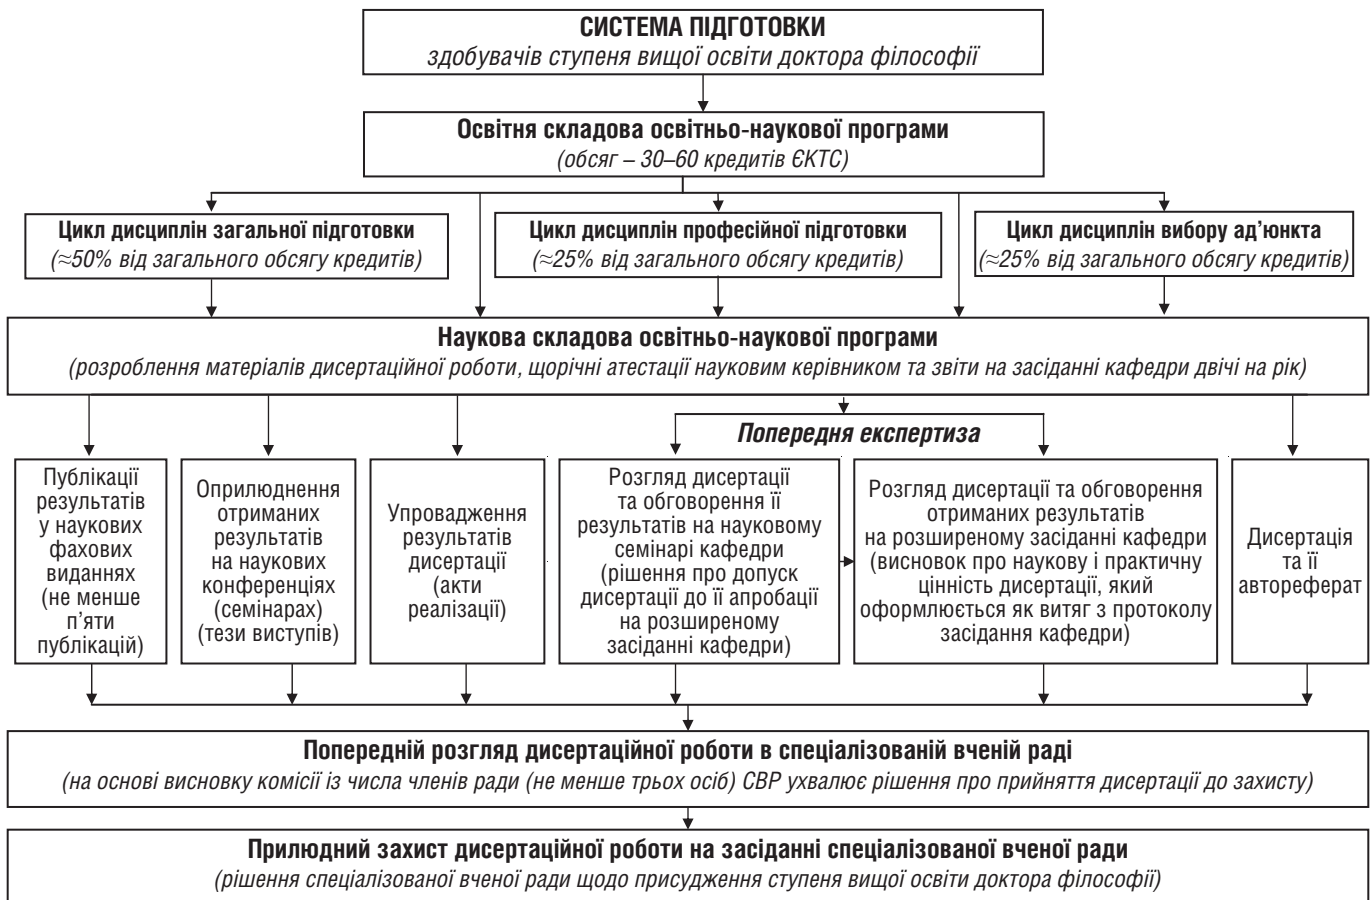 СИСТЕМА ПІДГОТОВКИ
здобувачів ступеня вищої освіти доктора філософії
Освітня складова освітньо-наукової програми
(обсяг – 30–60 кредитів ЄКТС)
Цикл дисциплін загальної підготовки
(≈50% від загального обсягу кредитів)
Цикл дисциплін професійної підготовки
(≈25% від загального обсягу кредитів)
Цикл дисциплін вибору ад’юнкта
(≈25% від загального обсягу кредитів)
Наукова складова освітньо-наукової програми
(розроблення матеріалів дисертаційної роботи, щорічні атестації науковим керівником та звіти на засіданні кафедри двічі на рік)
Попередня експертиза
Публікації
результатів
у наукових
фахових
виданнях
(не менше
п’яти
публікацій)
Оприлюднення
отриманих
результатів
на наукових
конференціях
(семінарах)
(тези виступів)
Упровадження
результатів
дисертації
(акти
реалізації)
Розгляд дисертації
та обговорення її
результатів на науковому
семінарі кафедри
(рішення про допуск
дисертації до її апробації
на розширеному
засіданні кафедри)
Розгляд дисертації та обговорення
отриманих результатів
на розширеному засіданні кафедри
(висновок про наукову і практичну
цінність дисертації, який
оформлюється як витяг з протоколу
засідання кафедри)
Дисертація
та її
автореферат
Попередній розгляд дисертаційної роботи в спеціалізованій вченій раді
(на основі висновку комісії із числа членів ради (не менше трьох осіб) СВР ухвалює рішення про прийняття дисертації до захисту)
Прилюдний захист дисертаційної роботи на засіданні спеціалізованої вченої ради
(рішення спеціалізованої вченої ради щодо присудження ступеня вищої освіти доктора філософії)